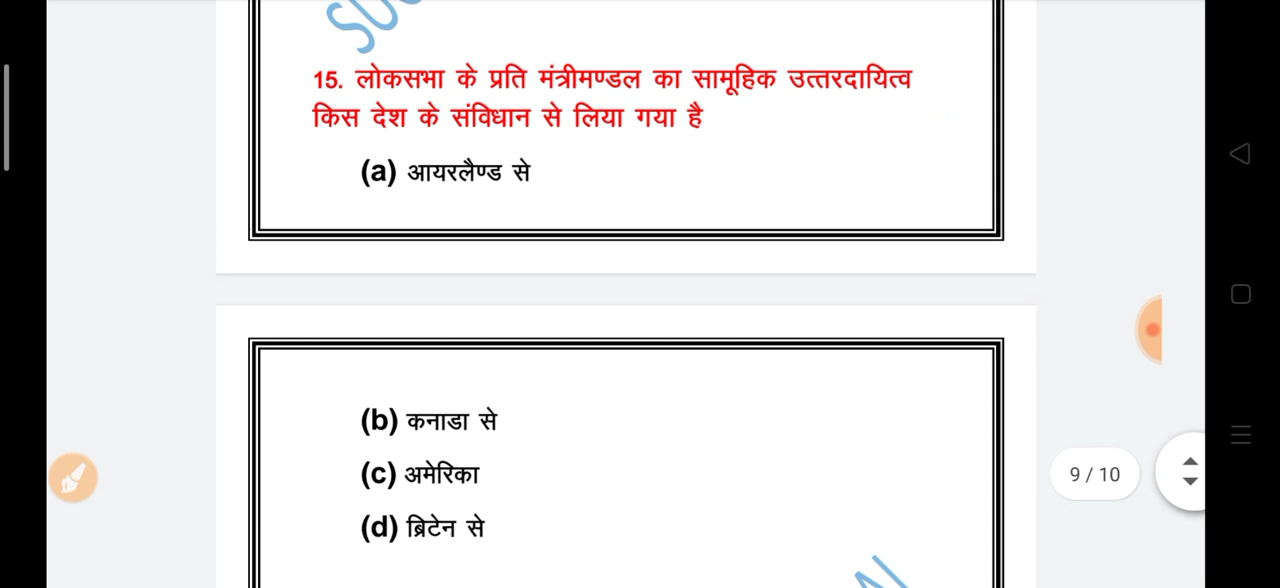 15. लोकसभा के प्रति मंत्रीमण्डल का सामूहिक उत्तरदायित्व
किस देश के संविधान से लिया गया है
(a) आयरलैण्ड से
(b) कनाडा से
(c) अमेरिका
(d) ब्रिटेन से
9 / 10